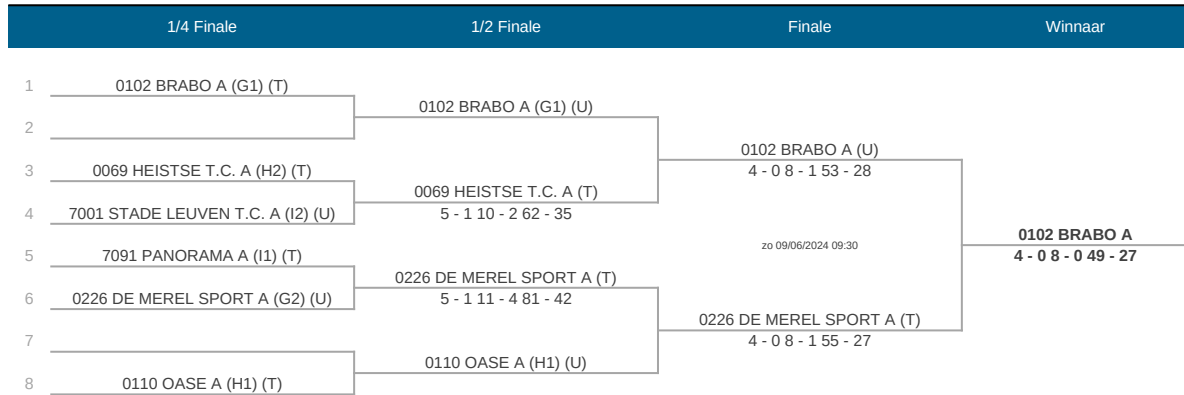 1/4 Finale 1/2 Finale Finale Winnaar
1 0102 BRABO A (G1) (T)
0102 BRABO A (G1) (U)
2
0102 BRABO A (U)
3 0069 HEISTSE T.C. A (H2) (T)
4 - 0 8 - 1 53 - 28
0069 HEISTSE T.C. A (T)
4 7001 STADE LEUVEN T.C. A (I2) (U)
5 - 1 10 - 2 62 - 35
0102 BRABO A
zo 09/06/2024 09:30
5 7091 PANORAMA A (I1) (T)
4 - 0 8 - 0 49 - 27
0226 DE MEREL SPORT A (T)
6 0226 DE MEREL SPORT A (G2) (U)
5 - 1 11 - 4 81 - 42
0226 DE MEREL SPORT A (T)
7
4 - 0 8 - 1 55 - 27
0110 OASE A (H1) (U)
8 0110 OASE A (H1) (T)